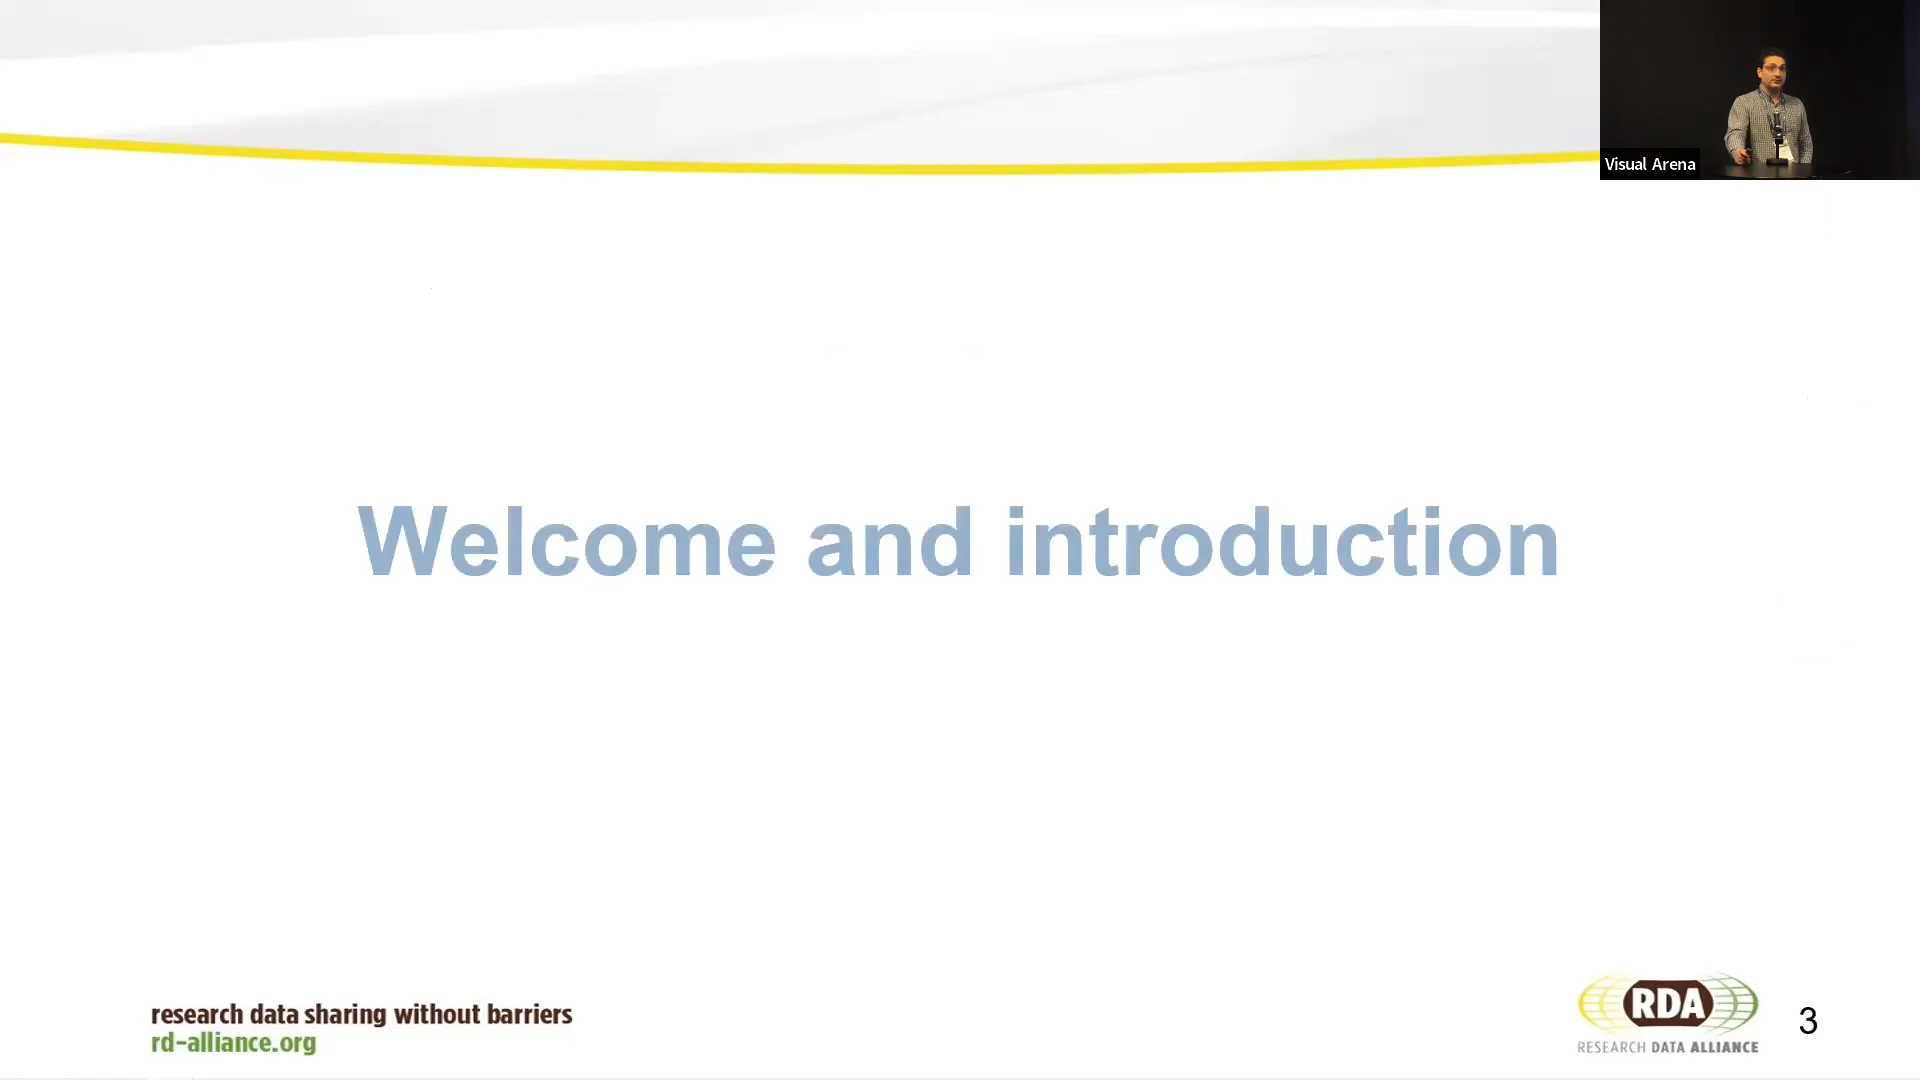 Visual Arena
Welcome and introduction
research data sharing without barriers
rd-alliance.org
RDA
RESEARCH DATA ALLIANCE
3